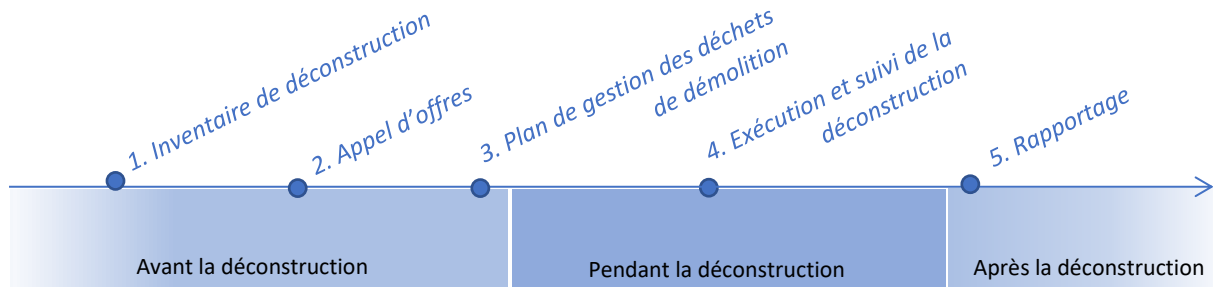 1. Inventaire de déconstruction
2. Appel d’offres
3. Plan de gestion des déchets
de démolition
4. Exécution et suivi de la
déconstruction
5. Rapportage
Avant la déconstruction
Pendant la déconstruction
Après la déconstruction